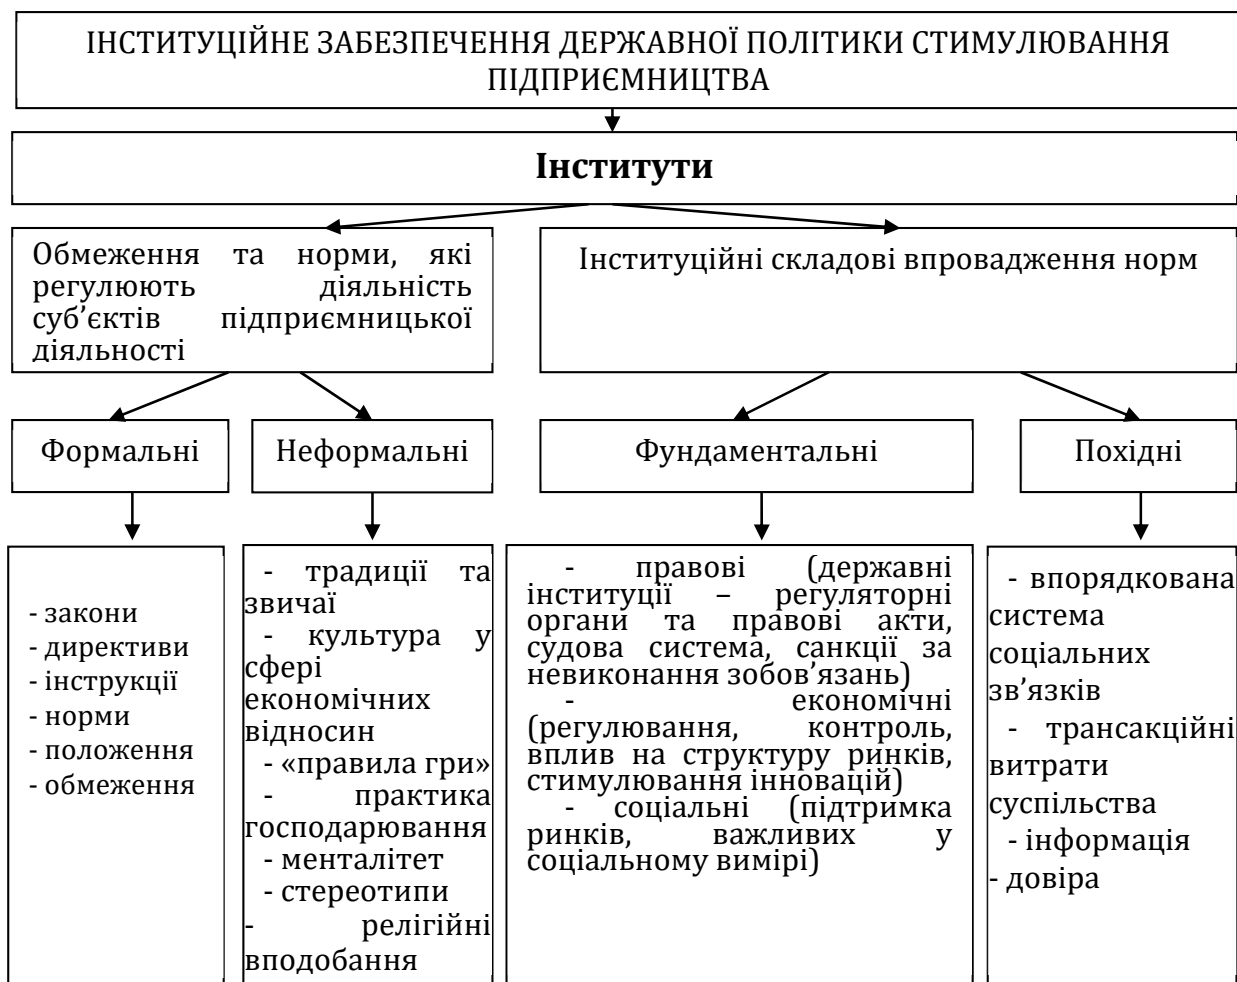 ІНСТИТУЦІЙНЕ ЗАБЕЗПЕЧЕННЯ ДЕРЖАВНОЇ ПОЛІТИКИ СТИМУЛЮВАННЯ
ПІДПРИЄМНИЦТВА
Інститути
Обмеження та норми, які
регулюють діяльність
суб’єктів підприємницької
діяльності
Інституційні складові впровадження норм
Формальні
Неформальні
Фундаментальні
Похідні
- закони
- директиви
- інструкції
- норми
- положення
- обмеження
- традиції та
звичаї
- культура у
сфері
економічних
відносин
- «правила гри»
- практика
господарювання
- менталітет
- стереотипи
- релігійні
вподобання
- правові (державні
інституції – регуляторні
органи та правові акти,
судова система, санкції за
невиконання зобов’язань)
- економічні
(регулювання, контроль,
вплив на структуру ринків,
стимулювання інновацій)
- соціальні (підтримка
ринків, важливих у
соціальному вимірі)
- впорядкована
система
соціальних
зв’язків
- трансакційні
витрати
суспільства
- інформація
- довіра